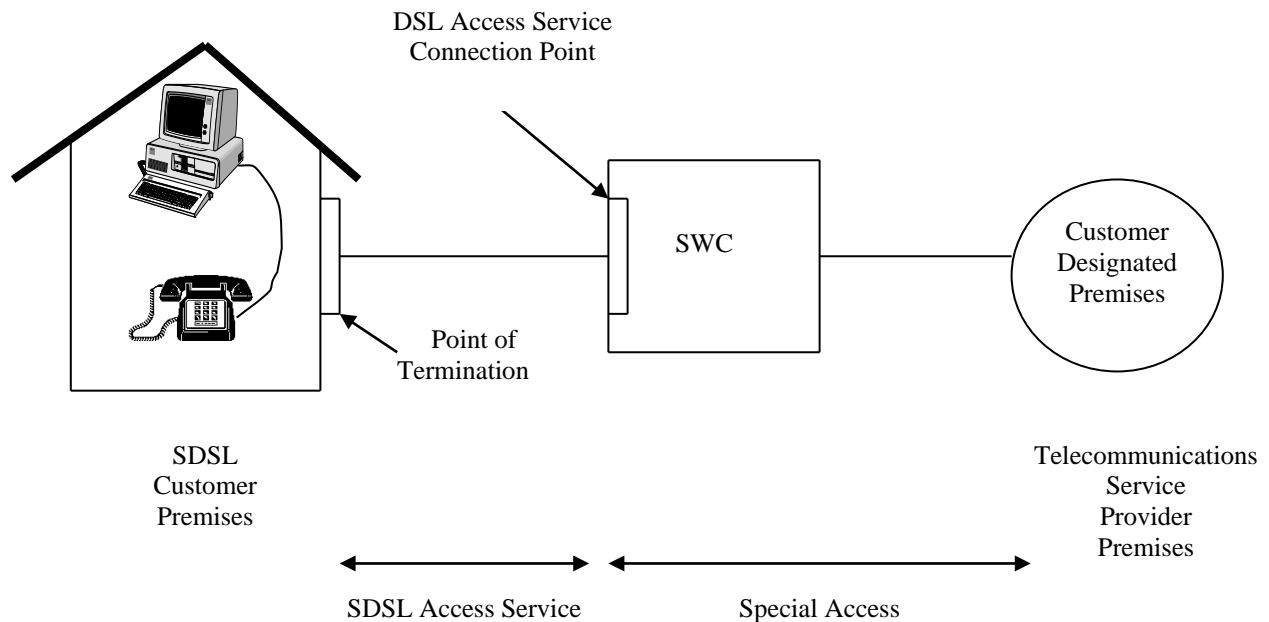 DSL Access Service
Connection Point
SWC
Customer
Designated
Premises
Point of
Termination
SDSL
Customer
Premises
Telecommunications
Service
Provider
Premises
SDSL Access Service
Special Access